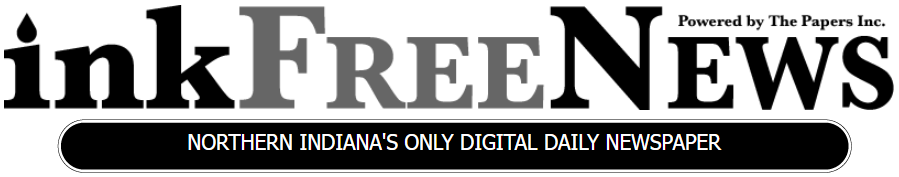 Powered by The Papers Inc.
inkFREENEWS
NORTHERN INDIANA'S ONLY DIGITAL DAILY NEWSPAPER